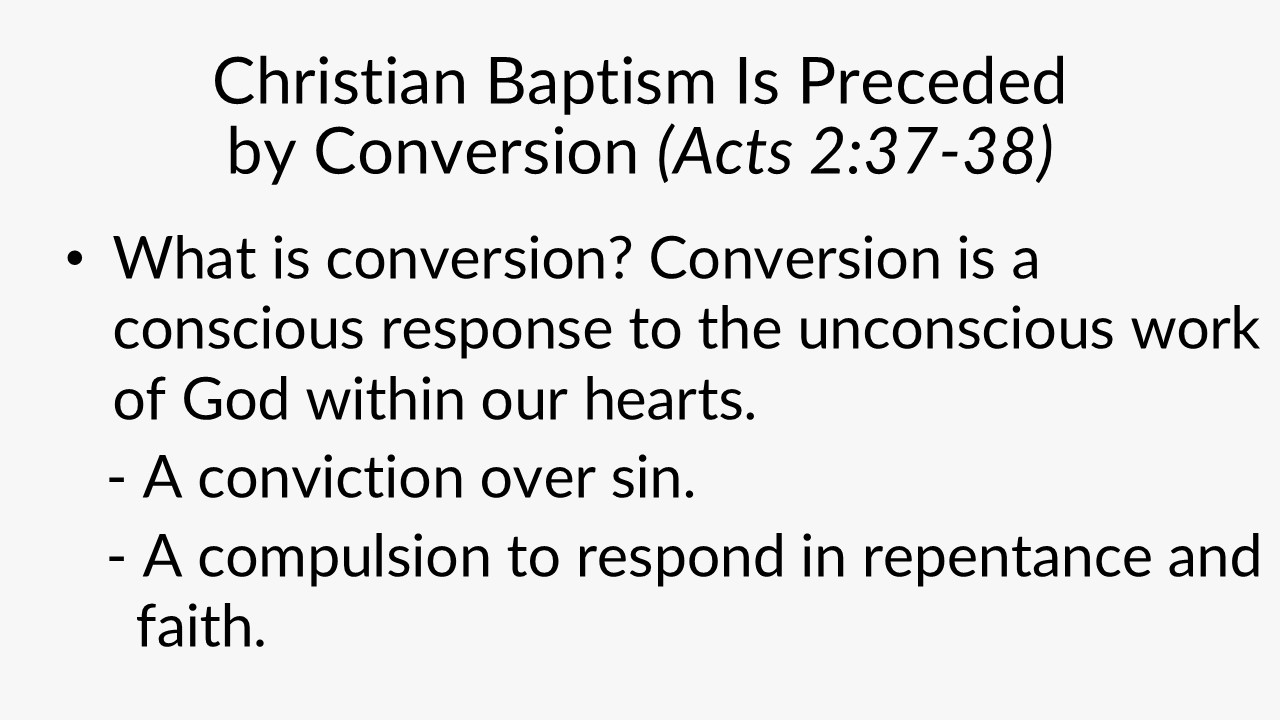 Christian Baptism Is Preceded
by Conversion (Acts 2:37-38)
• What is conversion? Conversion is a
conscious response to the unconscious work
of God within our hearts.
- A conviction over sin.
- A compulsion to respond in repentance and
faith.